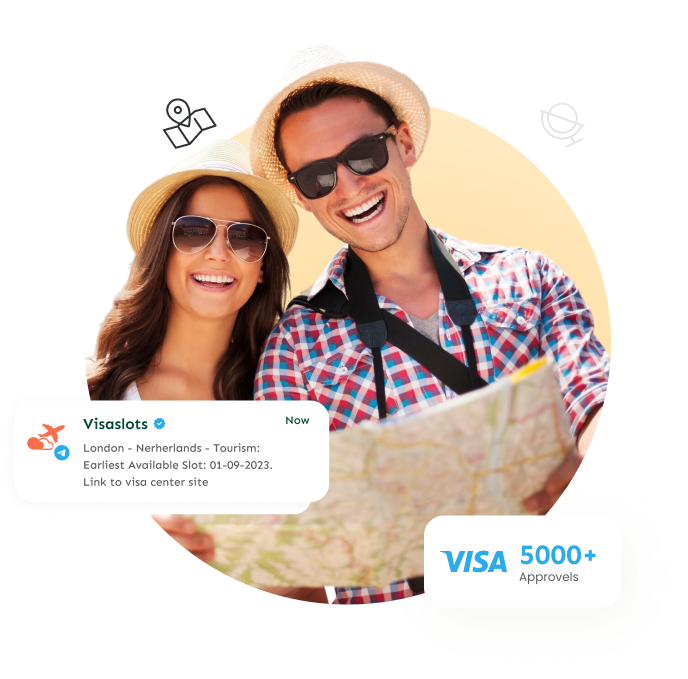 Visaslots
Now
London - Nerherlands - Tourism:
Earliest Available Slot: 01-09-2023.
Link to visa center site
VISA
5000+
Approvels